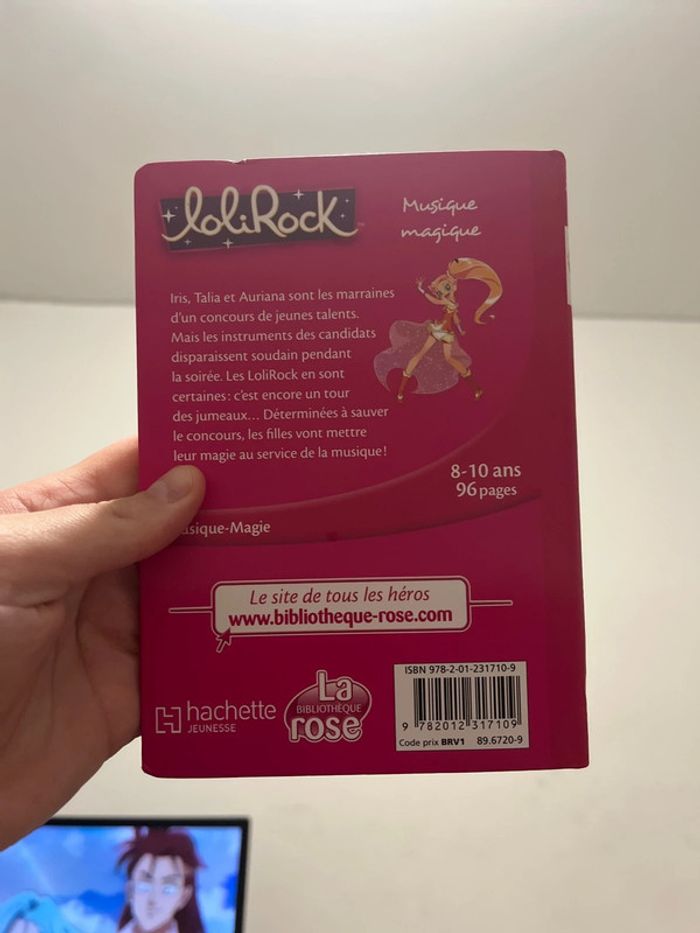 LoliRock
Musique
magique
Iris, Talia et Auriana sont les marraines
d'un concours de jeunes talents.
Mais les instruments des candidats
disparaissent soudain pendant
la soirée. Les LoliRock en sont
certaines : c'est encore un tour
des jumeaux... Déterminées à sauver
le concours, les filles vont mettre
leur magie au service de la musique !
8-10 ans
96 pages
usique-Magie
Le site de tous les héros
www.bibliotheque-rose.com
hachette
JEUNESSE
La
BIBLIOTHÈQUE
rose
ISBN 978-2-01-231710-9
9 782012 317109
Code prix BRV1 89.6720-9